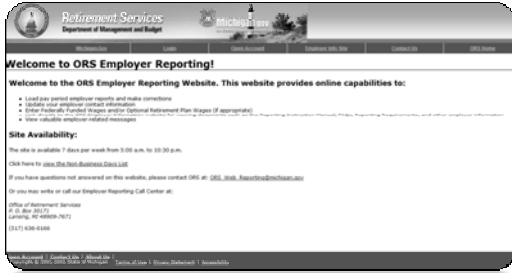 Retirement Services
Department of Management and Budget
Michigan.gov
Michigan.gov Login Open Account Employer Info Site Contact Us ORS Home
Welcome to ORS Employer Reporting!
Welcome to the ORS Employer Reporting Website. This website provides online capabilities to:
Load pay period employer reports and make corrections
Update your employer contact information
Enter Federally Funded Wages and/or Optional Retirement Plan Wages (if appropriate)
View valuable employer-related messages
Site Availability:
The site is available 7 days per week from 5:00 a.m. to 10:30 p.m.
Click here to view the Non-Business Days List
If you have questions not answered on this website, please contact ORS at: ORS_Web_Reporting@michigan.gov
Or you may write or call our Employer Reporting Call Center at:
Office of Retirement Services
P. O. Box 30171
Lansing, MI 48909-7671
(517) 636-0166
Open Account | Contact Us | About Us |
Copyright © 2001-2005 State of Michigan Terms of Use | Privacy Statement | Accessibility